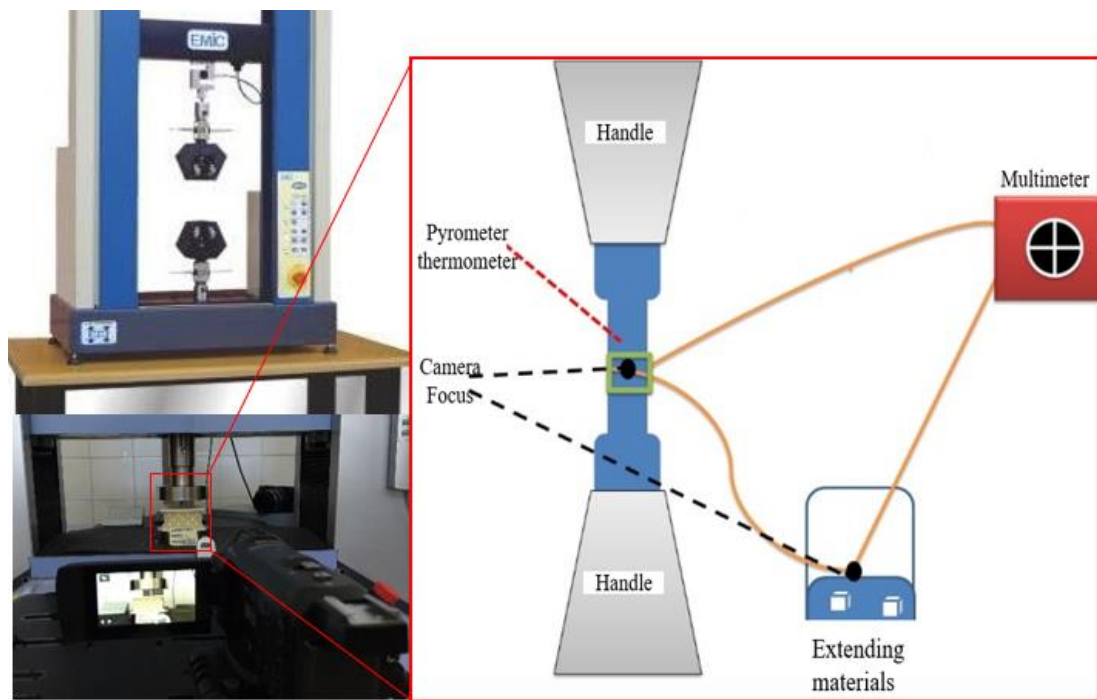 EMIC
Handle
Multimeter
Pyrometer
thermometer
Camera
Focus
Handle
Extending
materials